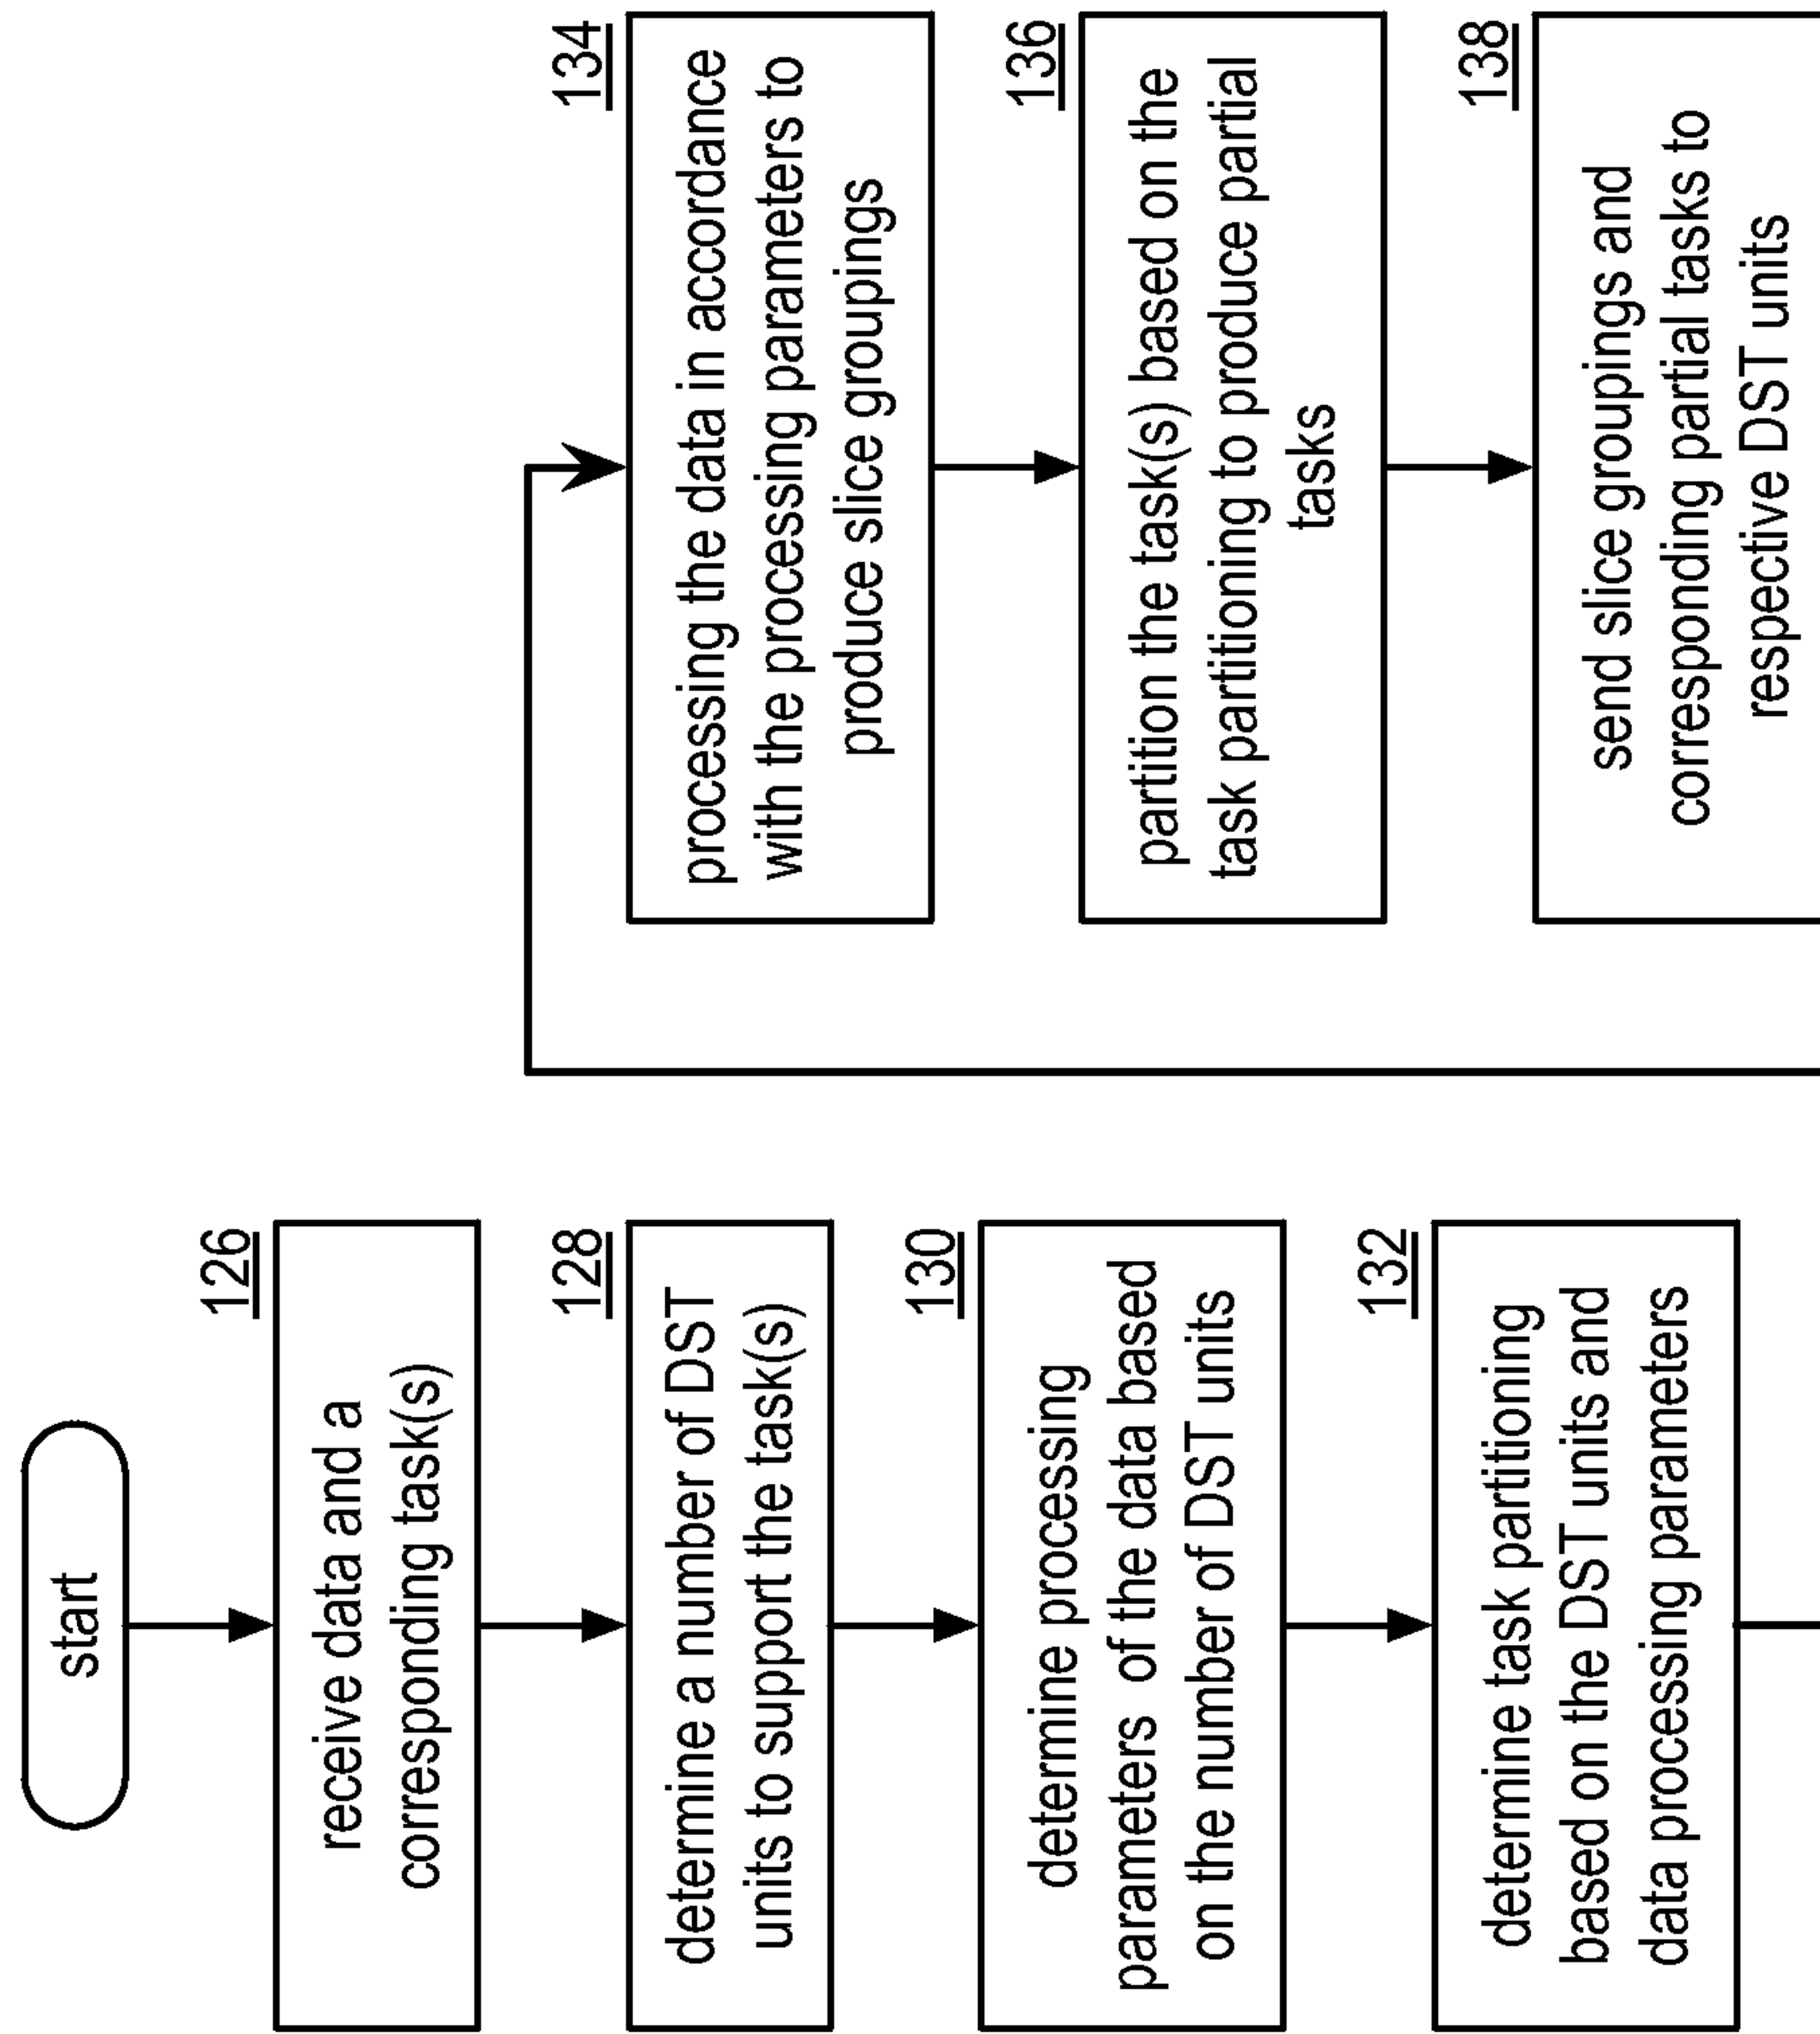 start
126
receive data and a
corresponding task(s)
128
determine a number of DST
units to support the task(s)
130
determine processing
parameters of the data based
on the number of DST units
132
determine task partitioning
based on the DST units and
data processing parameters
134
processing the data in accordance
with the processing parameters to
produce slice groupings
136
partition the task(s) based on the
task partitioning to produce partial
tasks
138
send slice groupings and
corresponding partial tasks to
respective DST units